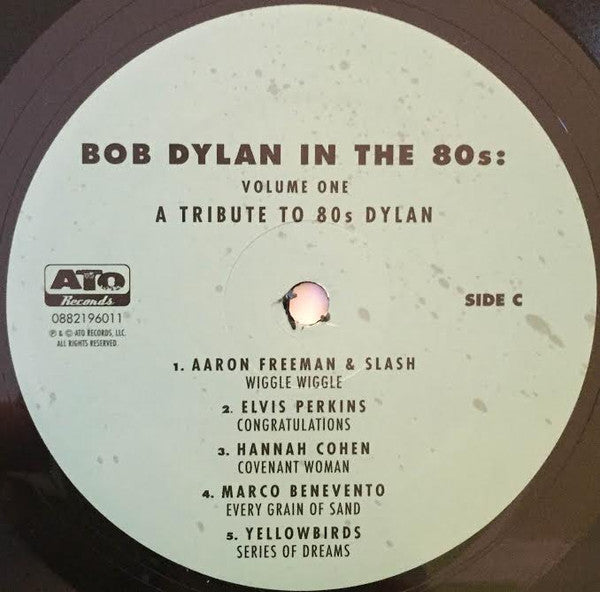 BOB DYLAN IN THE 80s:
VOLUME ONE
A TRIBUTE TO 80s DYLAN
ATO
Records
0882196011
℗ & © ATO RECORDS, LLC.
ALL RIGHTS RESERVED.
SIDE C
1. AARON FREEMAN & SLASH
WIGGLE WIGGLE
2. ELVIS PERKINS
CONGRATULATIONS
3. HANNAH COHEN
COVENANT WOMAN
4. MARCO BENEVENTO
EVERY GRAIN OF SAND
5. YELLOWBIRDS
SERIES OF DREAMS